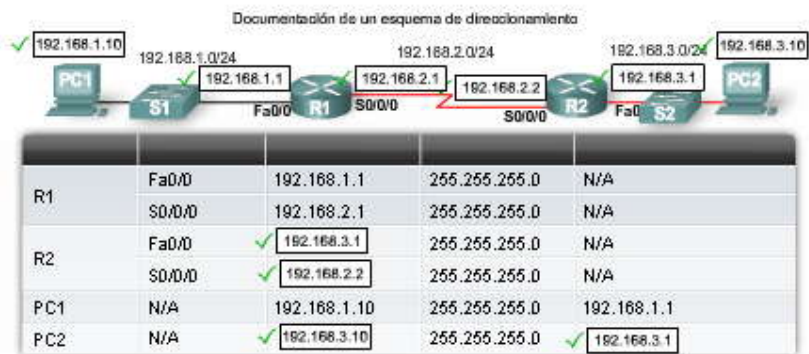 Documentación de un esquema de direccionamiento
192.168.1.10
192.168.1.0/24
192.168.2.0/24
192.168.3.0/24
192.168.3.10
PC1
192.168.1.1
192.168.2.1
192.168.2.2
192.168.3.1
PC2
S1
Fa0/0
R1
S0/0/0
S0/0/0
R2
Fa0
S2
R1 Fa0/0 192.168.1.1 255.255.255.0 N/A
S0/0/0 192.168.2.1 255.255.255.0 N/A
R2 Fa0/0 192.168.3.1 255.255.255.0 N/A
S0/0/0 192.168.2.2 255.255.255.0 N/A
PC1 N/A 192.168.1.10 255.255.255.0 192.168.1.1
PC2 N/A 192.168.3.10 255.255.255.0 192.168.3.1